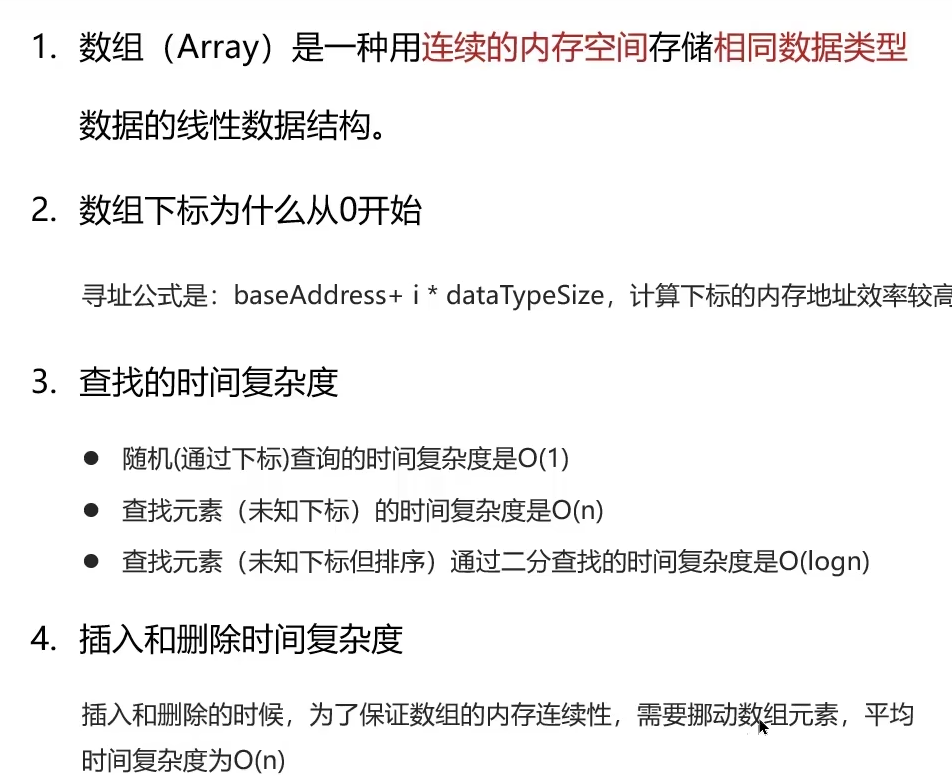 1. 数组（Array）是一种用连续的内存空间存储相同数据类型
数据的线性数据结构。
2. 数组下标为什么从0开始
寻址公式是：baseAddress+ i * dataTypeSize，计算下标的内存地址效率较高
3. 查找的时间复杂度
● 随机(通过下标)查询的时间复杂度是O(1)
● 查找元素（未知下标）的时间复杂度是O(n)
● 查找元素（未知下标但排序）通过二分查找的时间复杂度是O(logn)
4. 插入和删除时间复杂度
插入和删除的时候，为了保证数组的内存连续性，需要挪动数组元素，平均
时间复杂度为O(n)